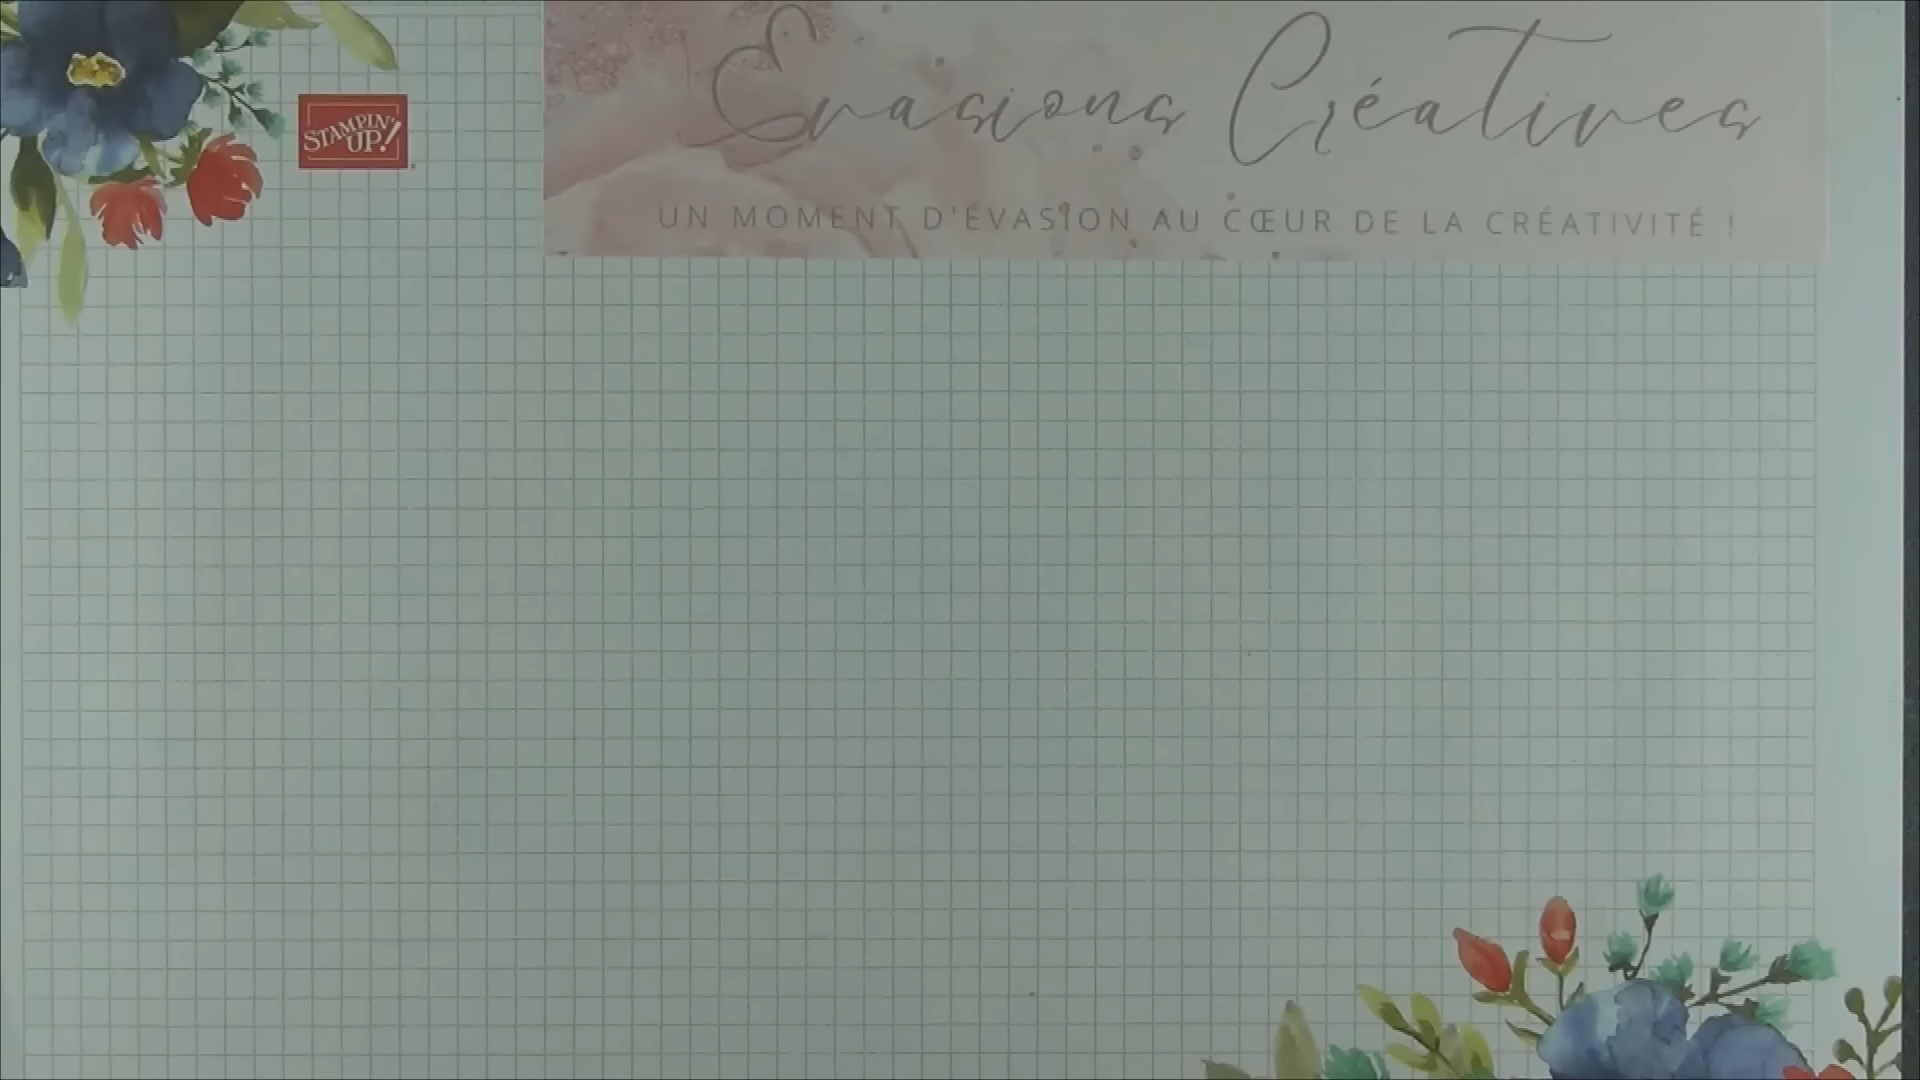 STAMPIN' UP!
Evasions Créatives
UN MOMENT D'ÉVASION AU CŒUR DE LA CRÉATIVITÉ !